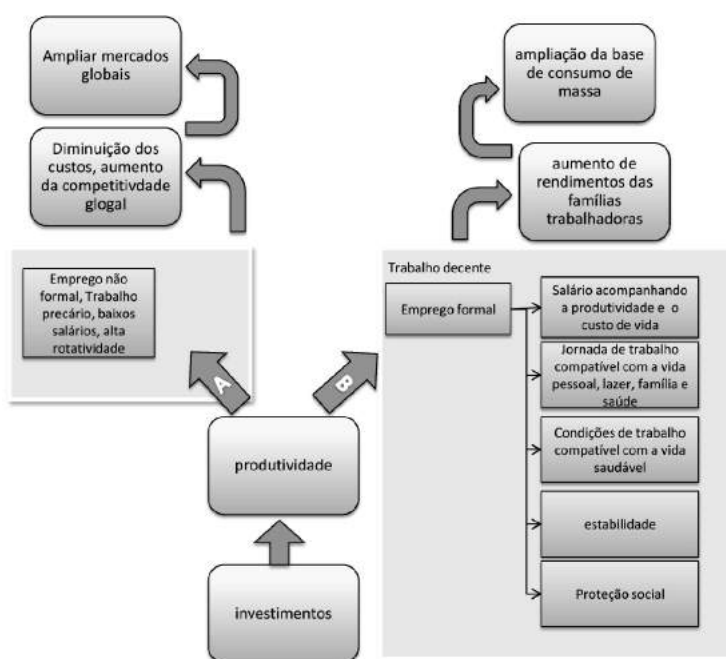 Ampliar mercados
globais
Diminuição dos
custos, aumento
da competitivdade
glogal
Emprego não
formal, Trabalho
precário, baixos
salários, alta
rotatividade
A
B
produtividade
investimentos
ampliação da base
de consumo de
massa
aumento de
rendimentos das
famílias
trabalhadoras
Trabalho decente
Emprego formal
Salário acompanhando
a produtividade e o
custo de vida
Jornada de trabalho
compatível com a vida
pessoal, lazer, família e
saúde
Condições de trabalho
compatível com a vida
saudável
estabilidade
Proteção social